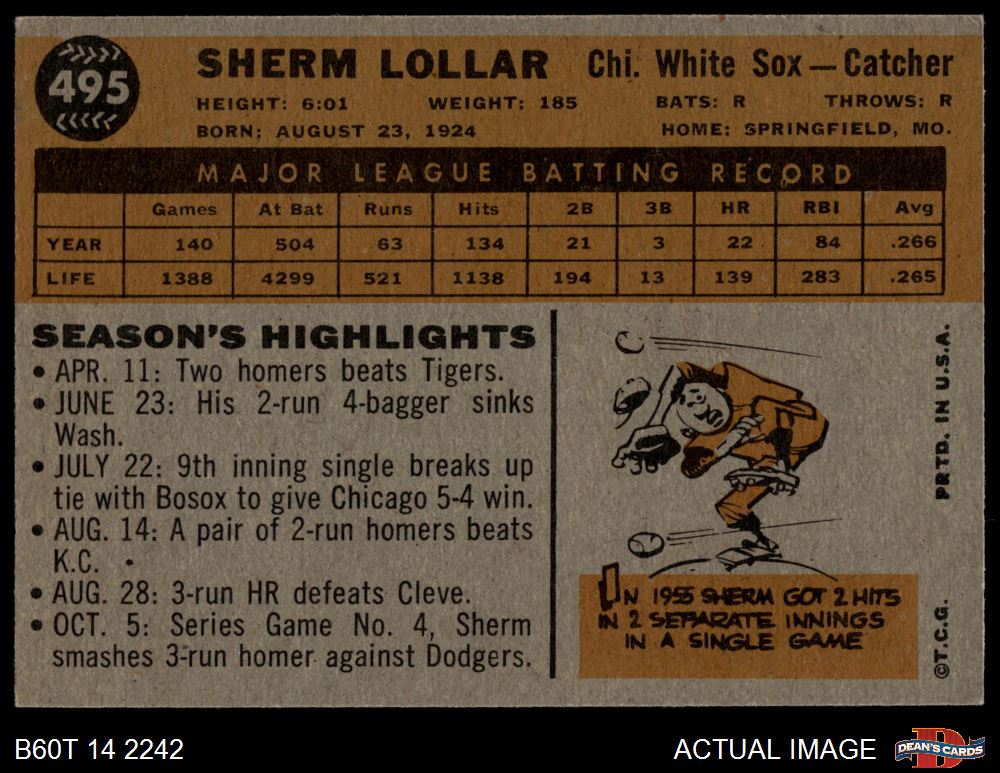 495
SHERM LOLLAR Chi. White Sox—Catcher
HEIGHT: 6:01 WEIGHT: 185 BATS: R THROWS: R
BORN: AUGUST 23, 1924 HOME: SPRINGFIELD, MO.
MAJOR LEAGUE BATTING RECORD
Games At Bat Runs Hits 2B 3B HR RBI Avg
YEAR 140 504 63 134 21 3 22 84 .266
LIFE 1388 4299 521 1138 194 13 139 283 .265
SEASON'S HIGHLIGHTS
• APR. 11: Two homers beats Tigers.
• JUNE 23: His 2-run 4-bagger sinks
Wash.
• JULY 22: 9th inning single breaks up
tie with Bosox to give Chicago 5-4 win.
• AUG. 14: A pair of 2-run homers beats
K.C.
• AUG. 28: 3-run HR defeats Cleve.
• OCT. 5: Series Game No. 4, Sherm
smashes 3-run homer against Dodgers.
IN 1955 SHERM GOT 2 HITS
IN 2 SEPARATE INNINGS
IN A SINGLE GAME
©T.C.G. PRTD. IN U.S.A.
B60T 14 2242 ACTUAL IMAGE
DEAN'S CARDS